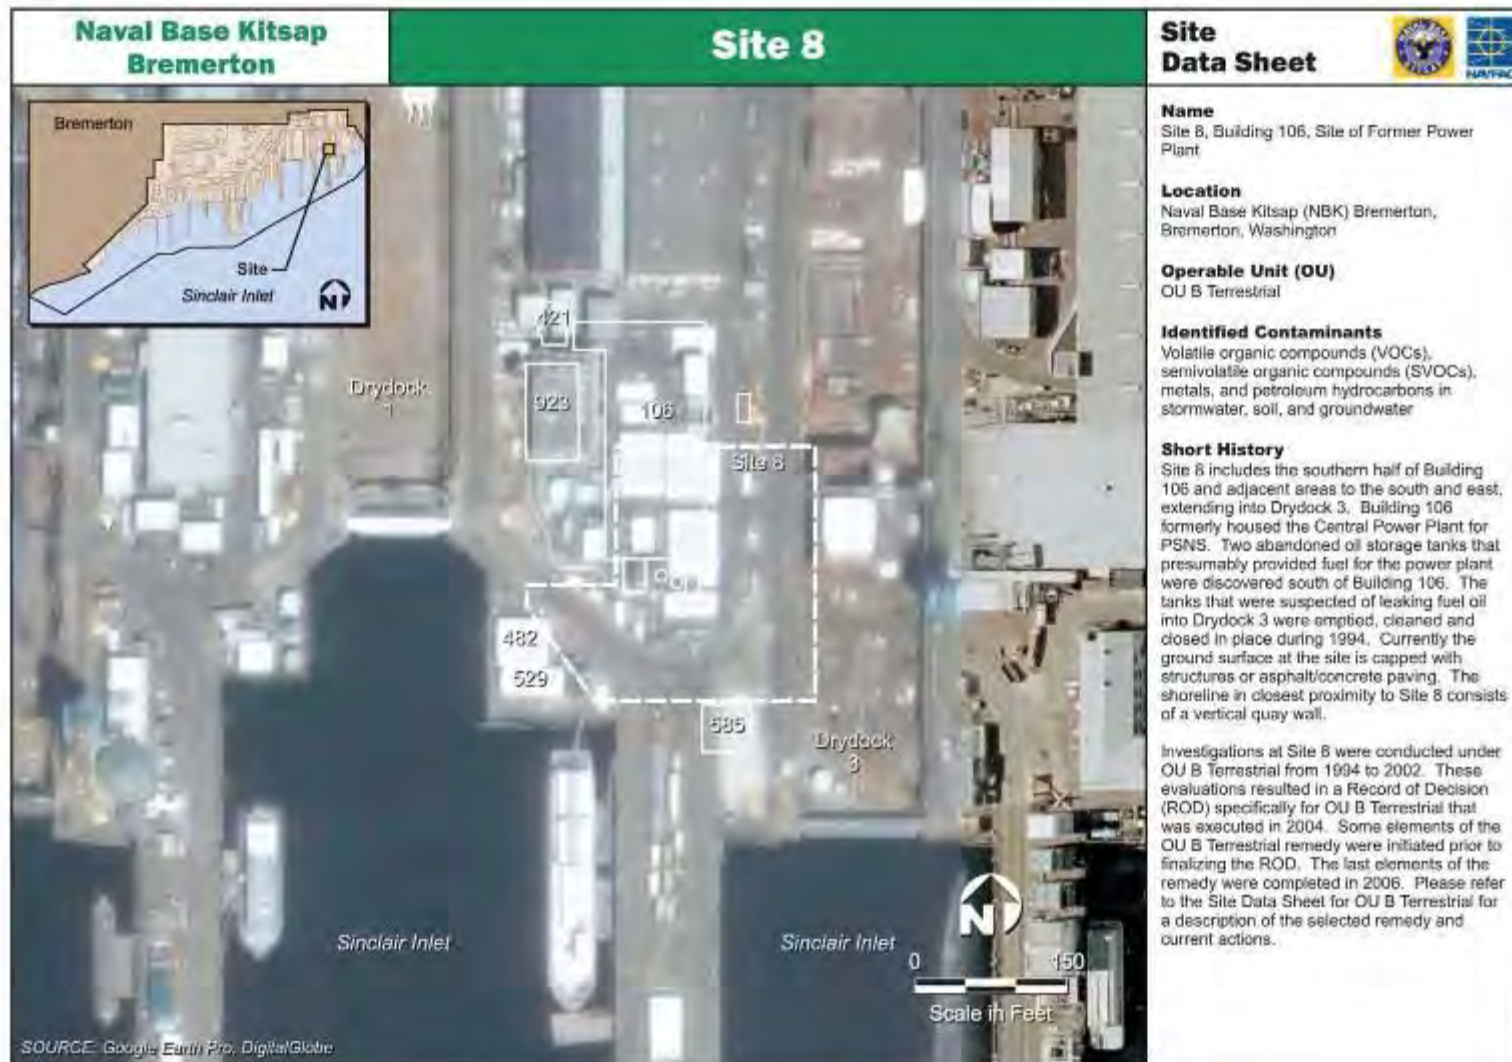 Naval Base Kitsap
Bremerton
Site 8
Site
Data Sheet
NAVFAC
Bremerton
Site
Sinclair Inlet
N
421
923
106
Drydock
1
Site 8
482
529
585
Drydock
3
Sinclair Inlet
Sinclair Inlet
N
0 150
Scale in Feet
SOURCE: Google Earth Pro, DigitalGlobe
Name
Site 8, Building 106, Site of Former Power
Plant
Location
Naval Base Kitsap (NBK) Bremerton,
Bremerton, Washington
Operable Unit (OU)
OU B Terrestrial
Identified Contaminants
Volatile organic compounds (VOCs),
semivolatile organic compounds (SVOCs),
metals, and petroleum hydrocarbons in
stormwater, soil, and groundwater
Short History
Site 8 includes the southern half of Building
106 and adjacent areas to the south and east,
extending into Drydock 3. Building 106
formerly housed the Central Power Plant for
PSNS. Two abandoned oil storage tanks that
presumably provided fuel for the power plant
were discovered south of Building 106. The
tanks that were suspected of leaking fuel oil
into Drydock 3 were emptied, cleaned and
closed in place during 1994. Currently the
ground surface at the site is capped with
structures or asphalt/concrete paving. The
shoreline in closest proximity to Site 8 consists
of a vertical quay wall.
Investigations at Site 8 were conducted under
OU B Terrestrial from 1994 to 2002. These
evaluations resulted in a Record of Decision
(ROD) specifically for OU B Terrestrial that
was executed in 2004. Some elements of the
OU B Terrestrial remedy were initiated prior to
finalizing the ROD. The last elements of the
remedy were completed in 2006. Please refer
to the Site Data Sheet for OU B Terrestrial for
a description of the selected remedy and
current actions.